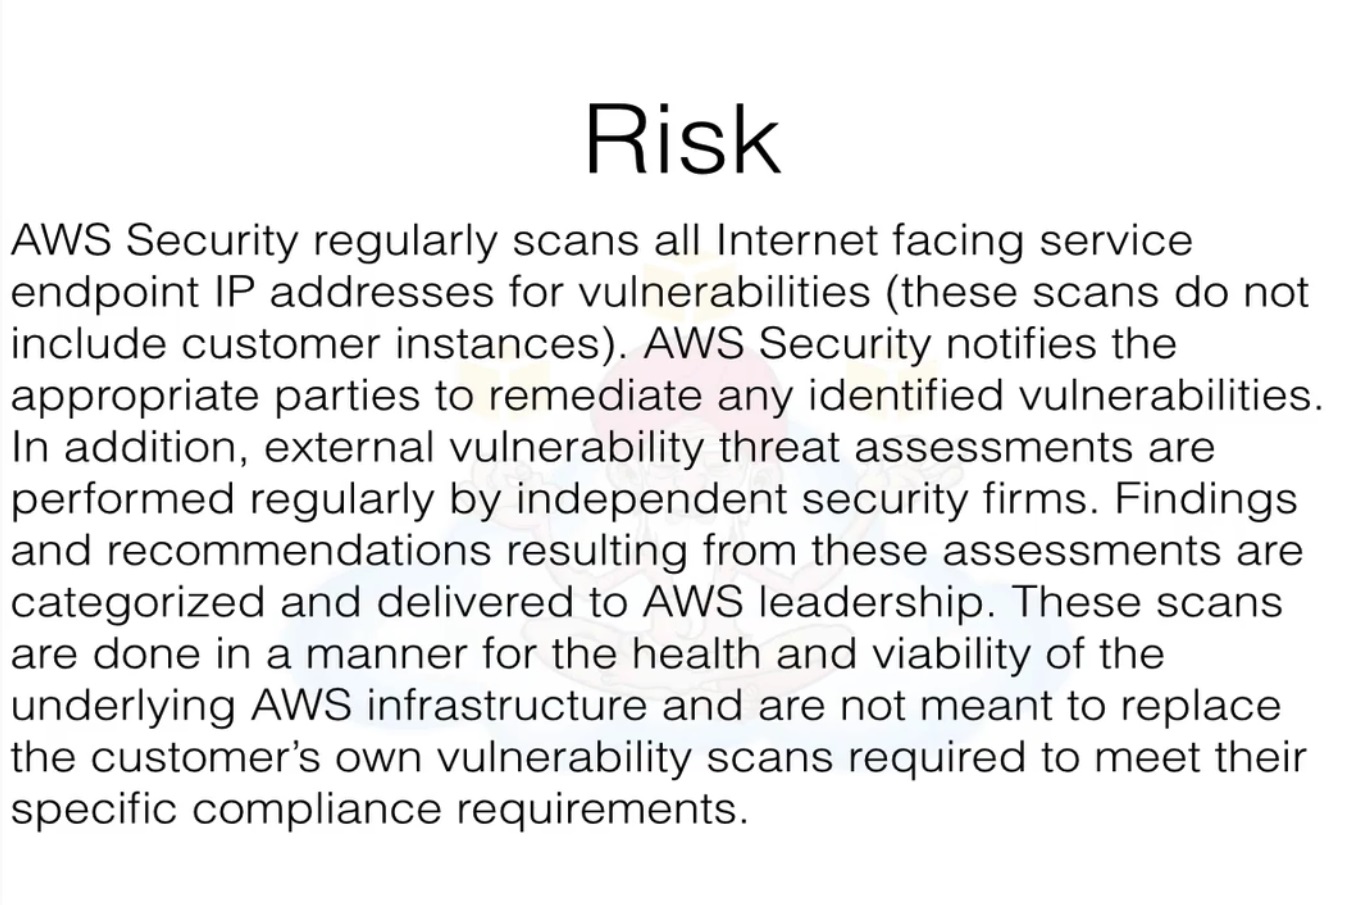 Risk
AWS Security regularly scans all Internet facing service
endpoint IP addresses for vulnerabilities (these scans do not
include customer instances). AWS Security notifies the
appropriate parties to remediate any identified vulnerabilities.
In addition, external vulnerability threat assessments are
performed regularly by independent security firms. Findings
and recommendations resulting from these assessments are
categorized and delivered to AWS leadership. These scans
are done in a manner for the health and viability of the
underlying AWS infrastructure and are not meant to replace
the customer’s own vulnerability scans required to meet their
specific compliance requirements.